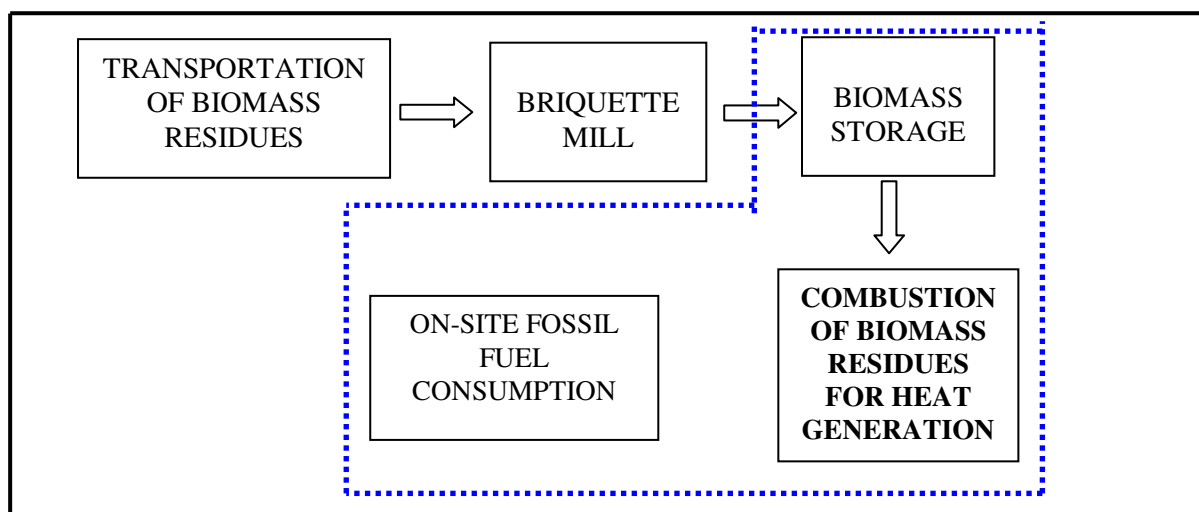 TRANSPORTATION
OF BIOMASS
RESIDUES
BRIQUETTE
MILL
BIOMASS
STORAGE
ON-SITE FOSSIL
FUEL
CONSUMPTION
COMBUSTION
OF BIOMASS
RESIDUES
FOR HEAT
GENERATION